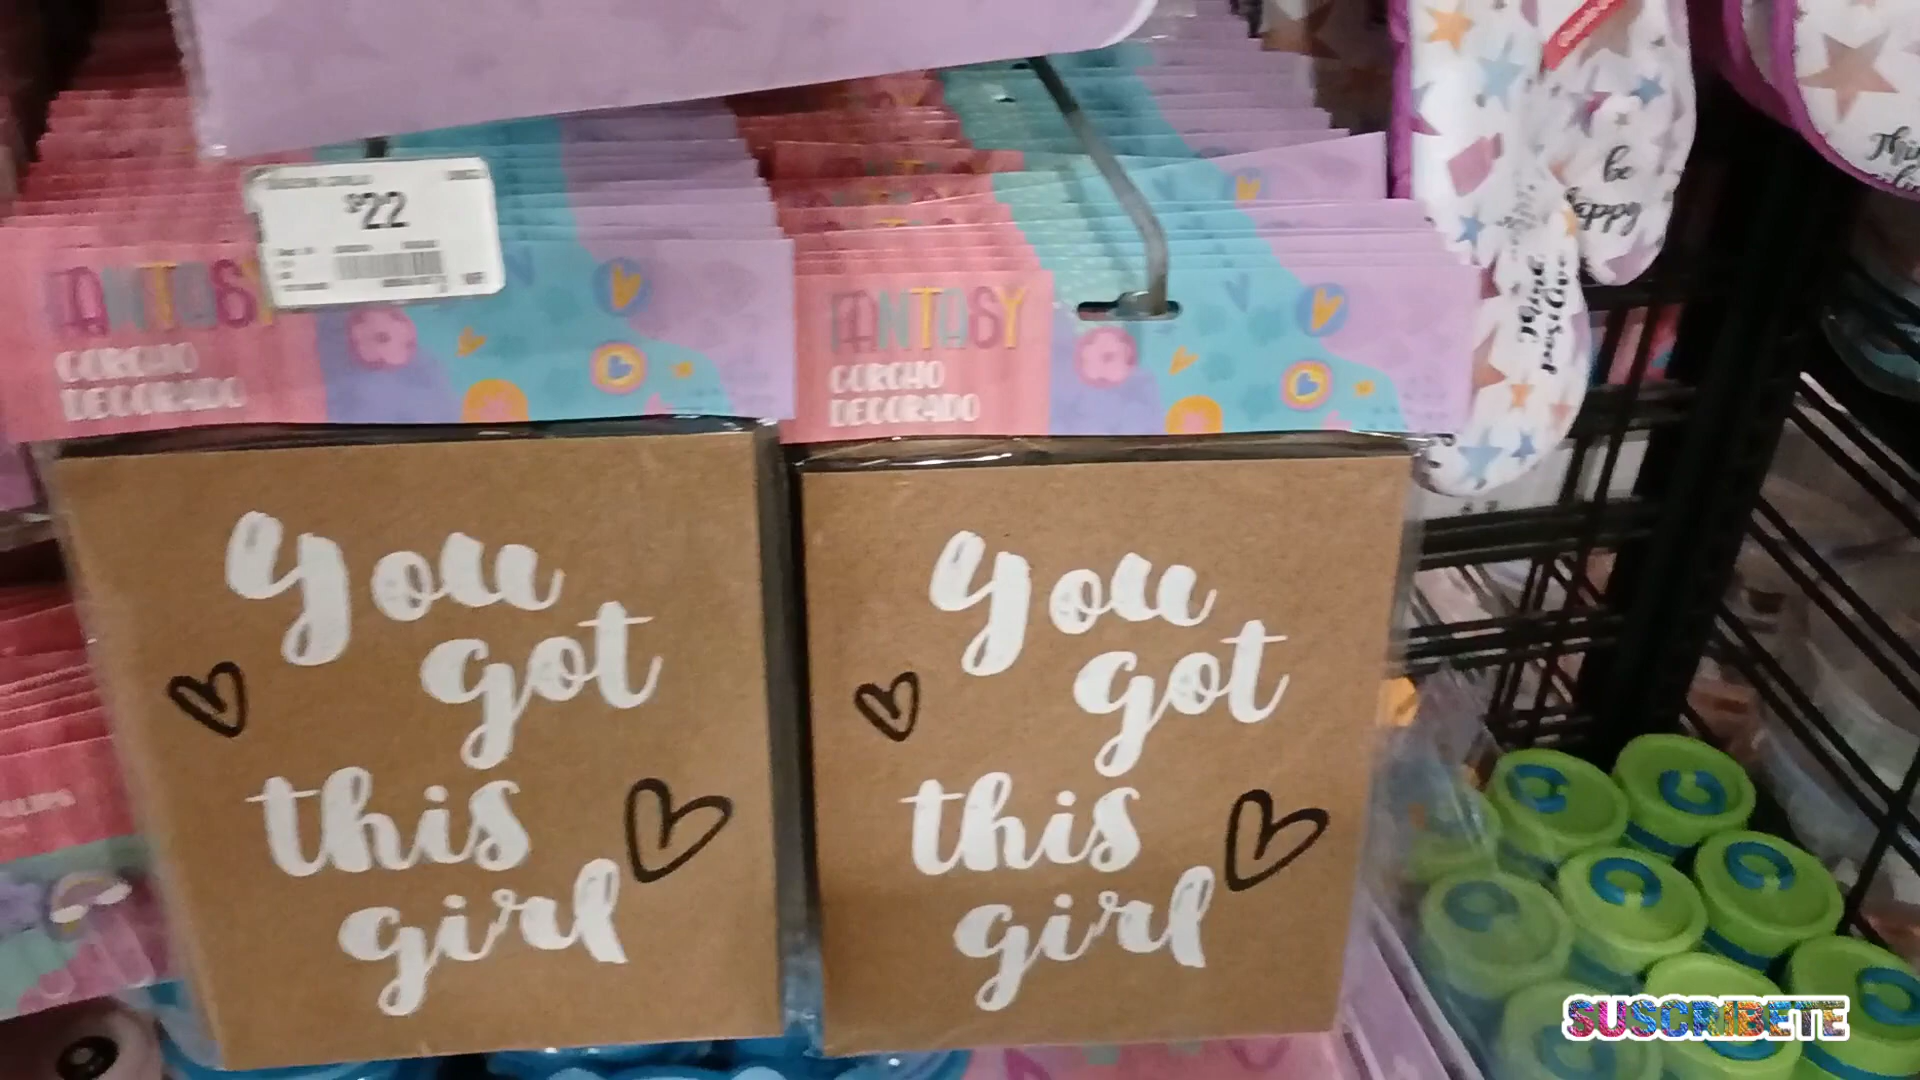 $22
FANTASY
CORCHO
DECORADO
FANTASY
CORCHO
DECORADO
be
happy
You
got
this
girl
You
got
this
girl
SUSCRIBETE